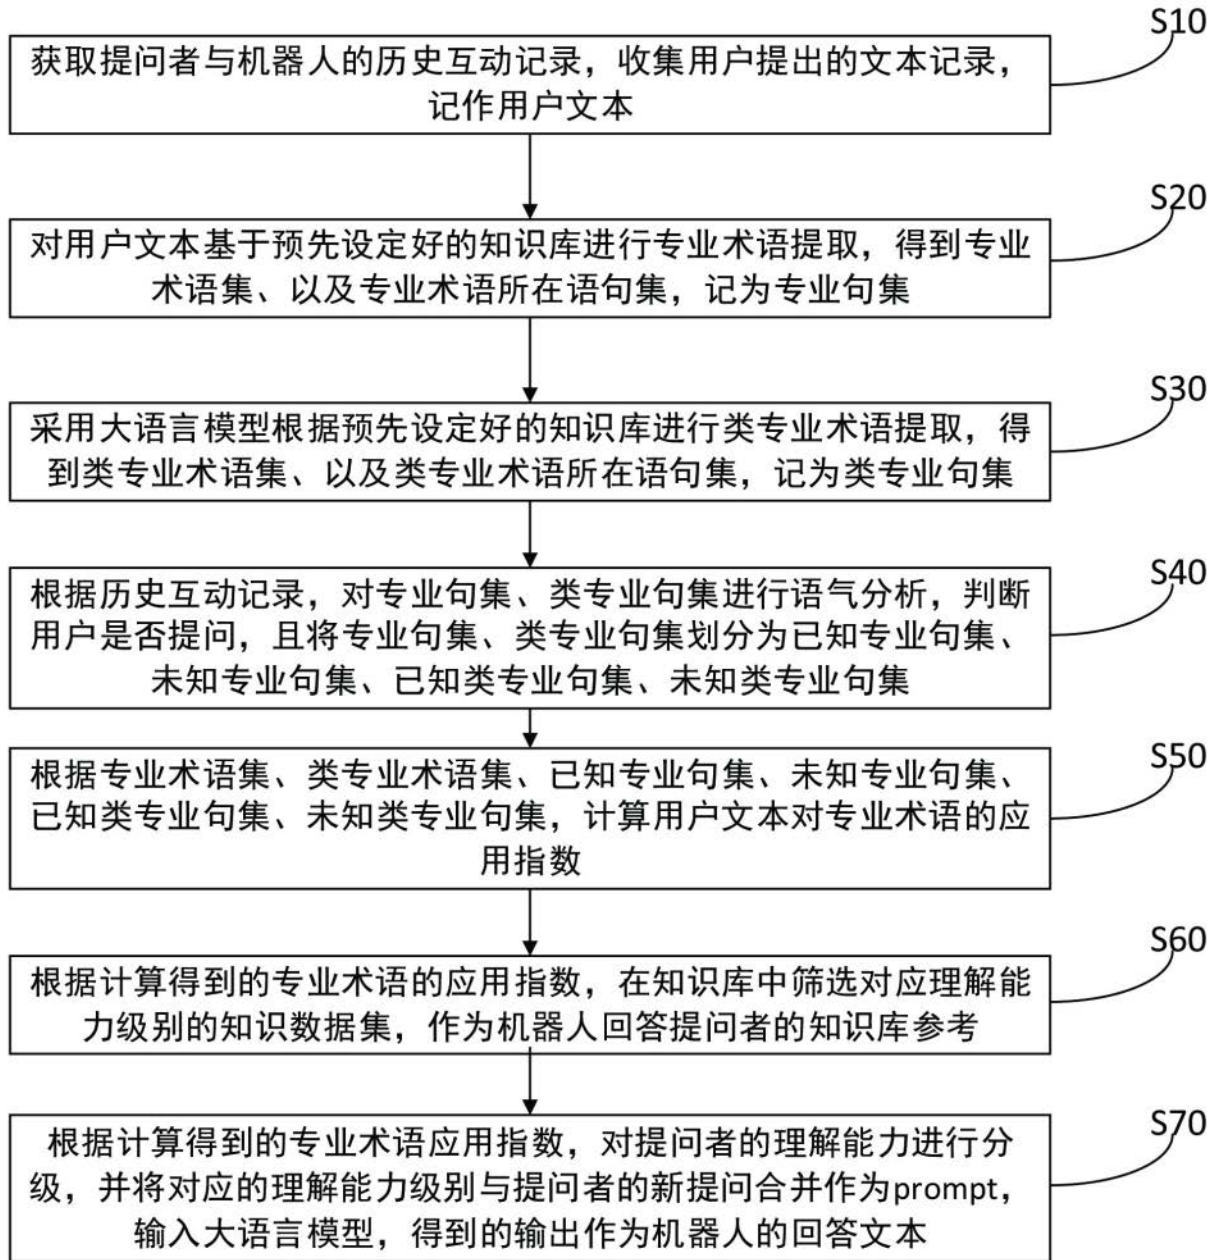 S10
获取提问者与机器人的历史互动记录，收集用户提出的文本记录，
记作用户文本
S20
对用户文本基于预先设定好的知识库进行专业术语提取，得到专业
术语集、以及专业术语所在语句集，记为专业句集
S30
采用大语言模型根据预先设定好的知识库进行类专业术语提取，得
到类专业术语集、以及类专业术语所在语句集，记为类专业句集
S40
根据历史互动记录，对专业句集、类专业句集进行语气分析，判断
用户是否提问，且将专业句集、类专业句集划分为已知专业句集、
未知专业句集、已知类专业句集、未知类专业句集
S50
根据专业术语集、类专业术语集、已知专业句集、未知专业句集、
已知类专业句集、未知类专业句集，计算用户文本对专业术语的应
用指数
S60
根据计算得到的专业术语的应用指数，在知识库中筛选对应理解能
力级别的知识数据集，作为机器人回答提问者的知识库参考
S70
根据计算得到的专业术语应用指数，对提问者的理解能力进行分
级，并将对应的理解能力级别与提问者的新提问合并作为prompt，
输入大语言模型，得到的输出作为机器人的回答文本